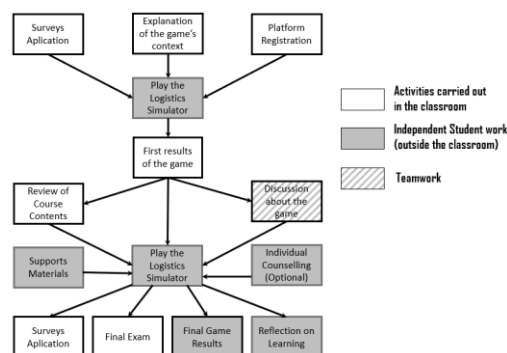 Surveys
Aplication
Explanation
of the game's
context
Platform
Registration
Play the
Logistics
Simulator
First results
of the game
Review of
Course
Contents
Discussion
about the
game
Supports
Materials
Play the
Logistics
Simulator
Individual
Counselling
(Optional)
Surveys
Aplication
Final Exam
Final Game
Results
Reflection on
Learning
Activities carried out
in the classroom
Independent Student work
(outside the classroom)
Teamwork